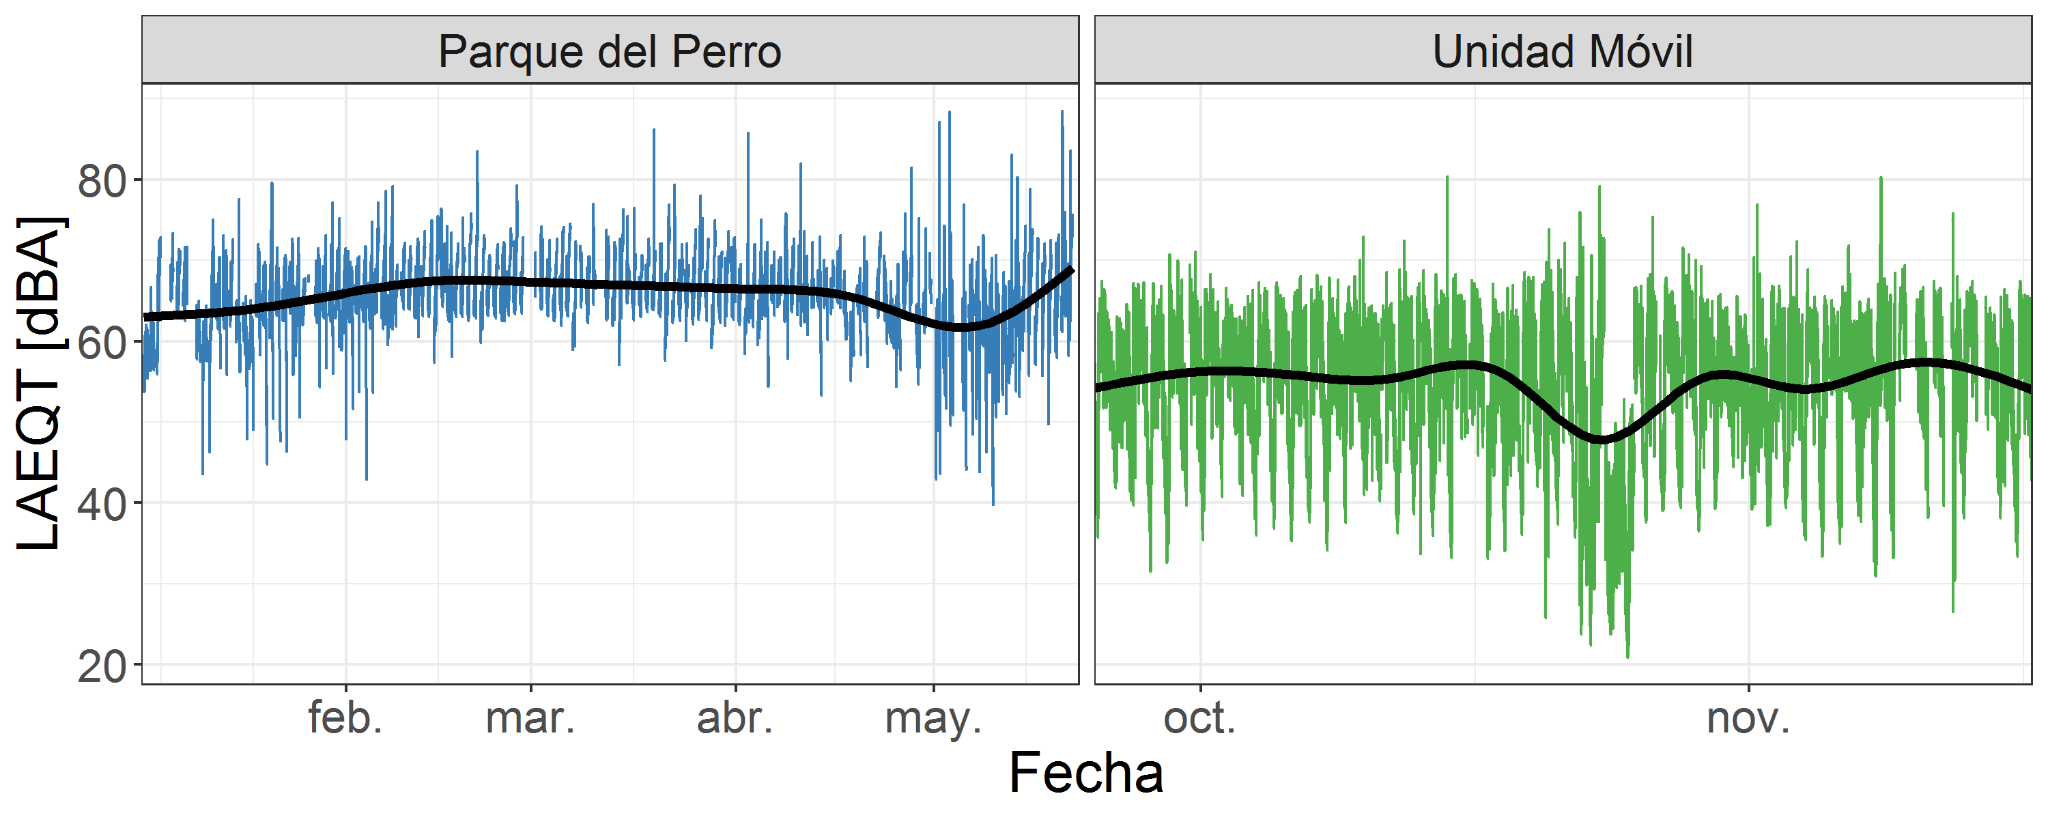 Parque del Perro
Unidad Móvil
LAEQT [dBA]
80
60
40
20
feb. mar. abr. may. oct. nov.
Fecha